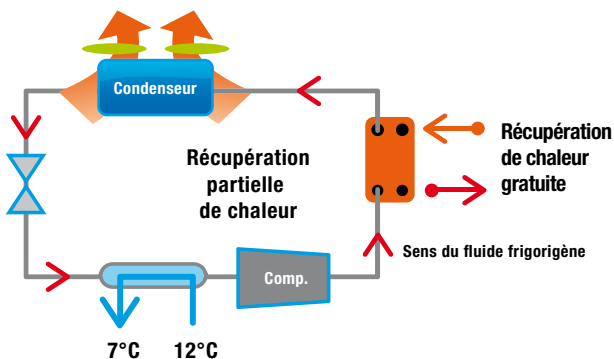 Condenseur
Récupération
partielle
de chaleur
Récupération
de chaleur
gratuite
Sens du fluide frigorigène
Comp.
7°C
12°C